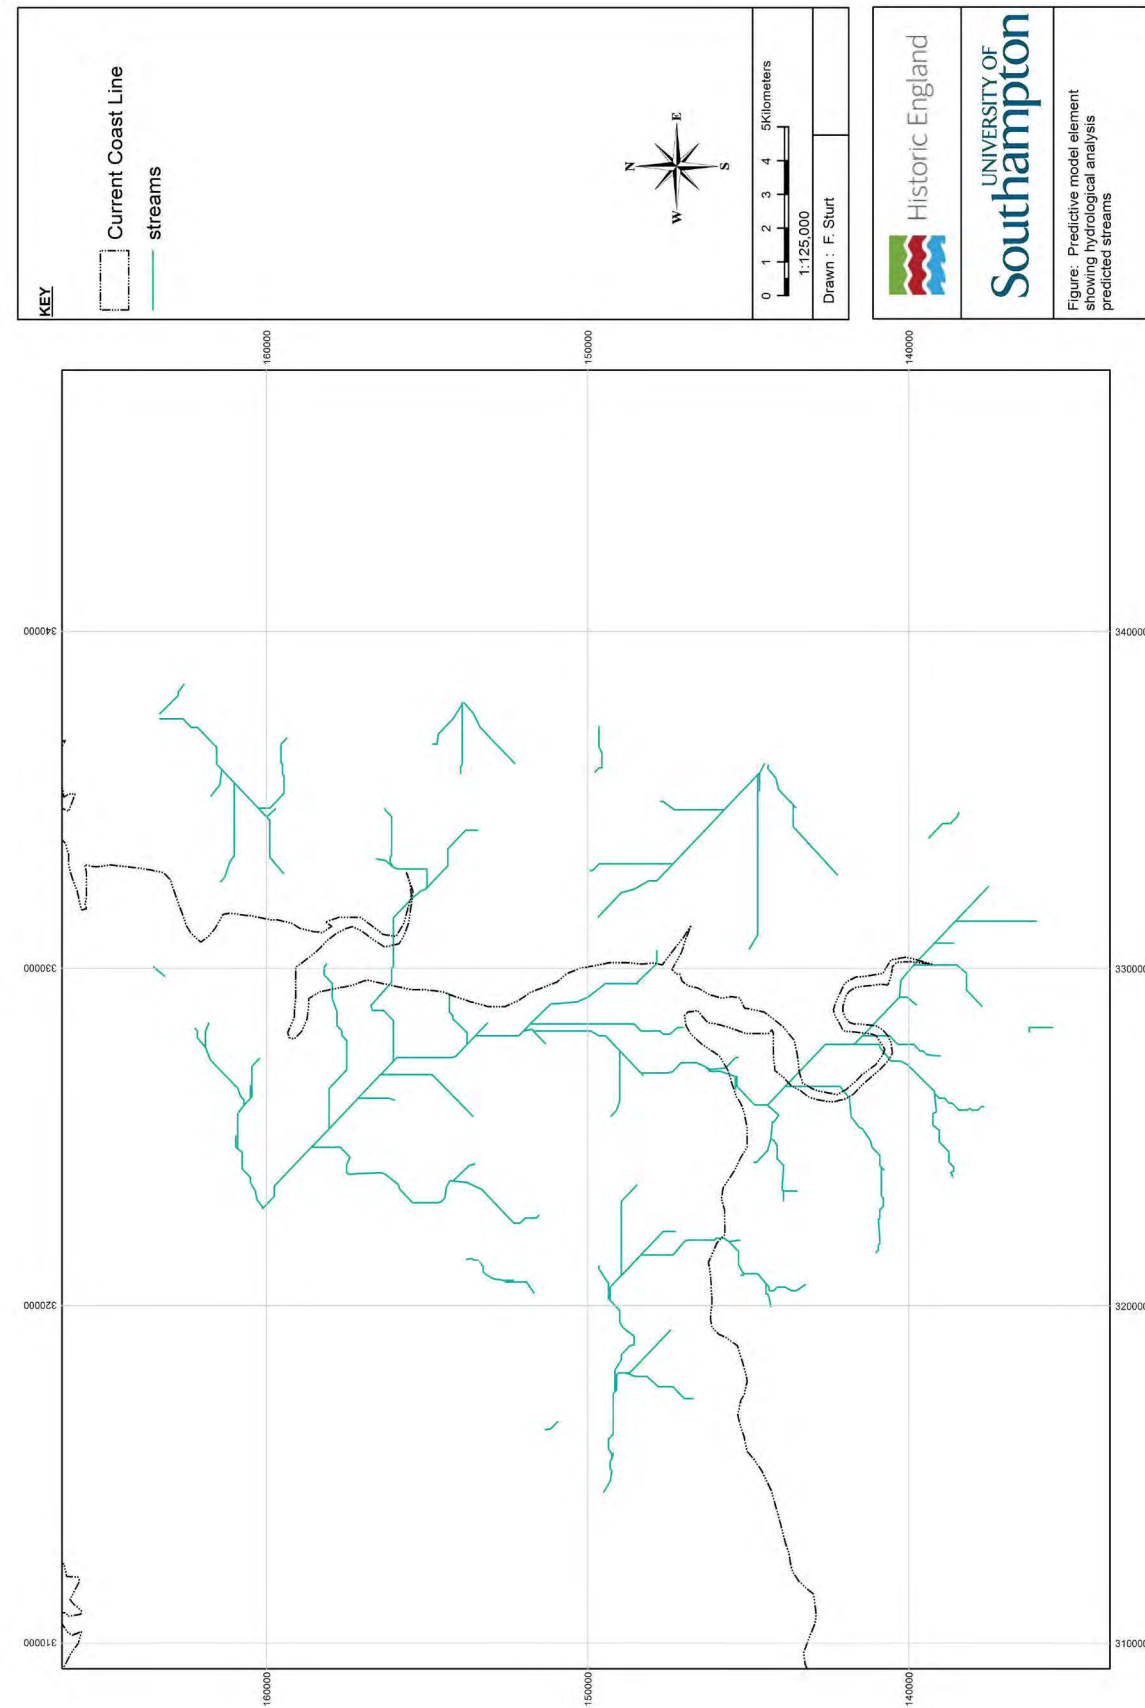 KEY
Current Coast Line
streams
N
E
S
W
0 1 2 3 4 5Kilometers
1:125,000
Drawn : F. Sturt
Historic England
UNIVERSITY OF
Southampton
Figure: Predictive model element
showing hydrological analysis
predicted streams
310000
320000
330000
340000
160000
160000
150000
150000
140000
140000
310000
320000
330000
340000